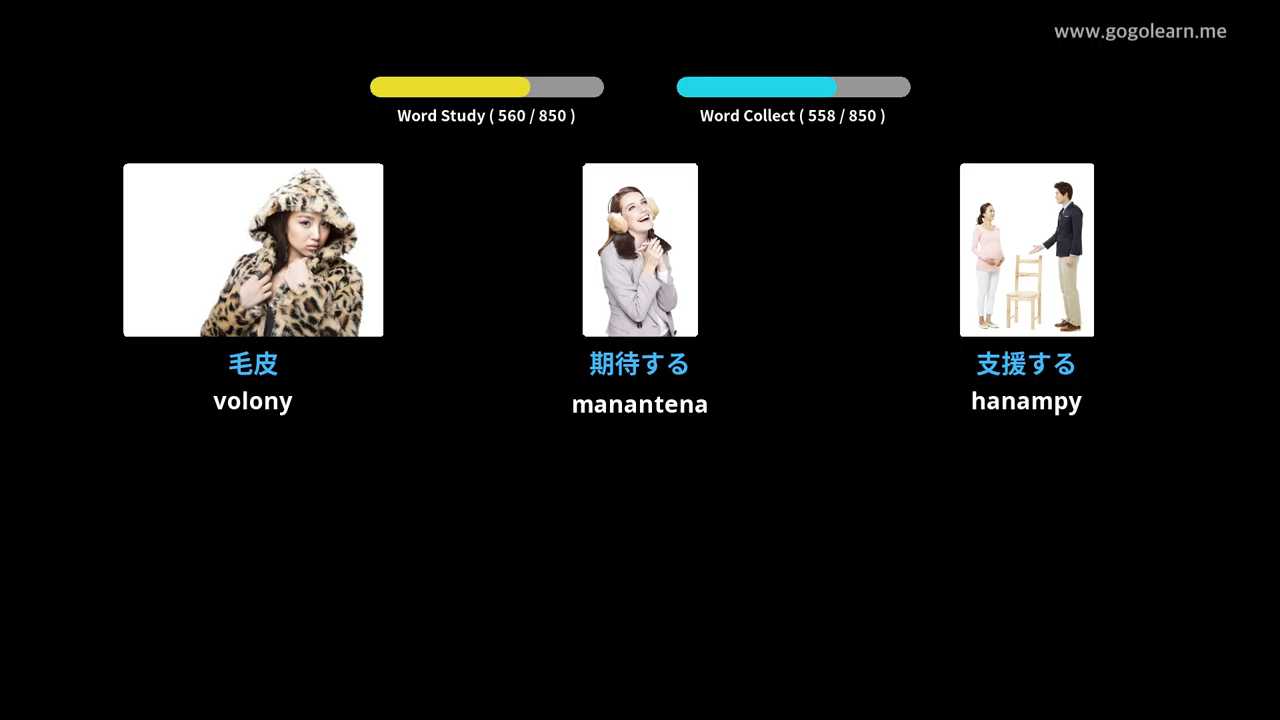 www.gogolearn.me
Word Study ( 560 / 850 )
Word Collect ( 558 / 850 )
毛皮
volony
期待する
manantena
支援する
hanampy